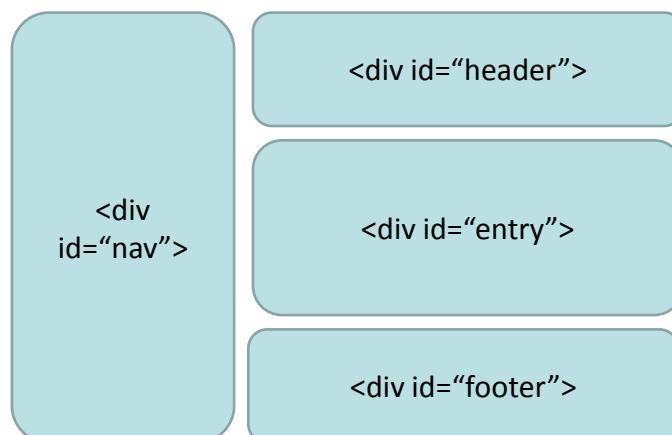 <div
id=“nav”>
<div id=“header”>
<div id=“entry”>
<div id=“footer”>